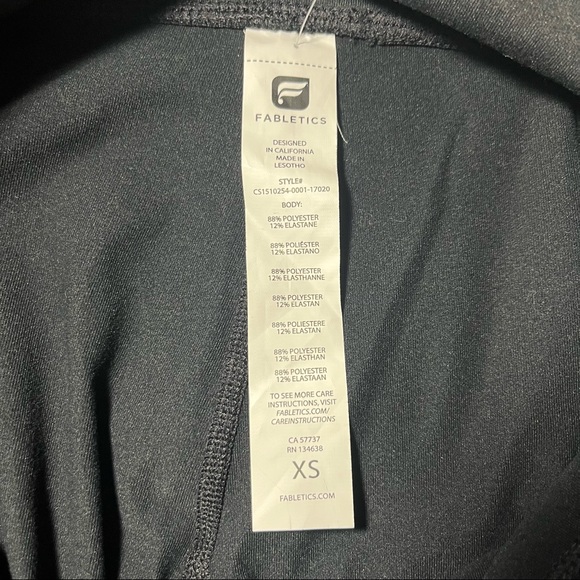 FABLETICS
DESIGNED
IN CALIFORNIA
MADE IN
LESOTHO
STYLE#
CS1510254-0001-17020
BODY:
88% POLYESTER
12% ELASTANE
88% POLIÉSTER
12% ELASTANO
88% POLYESTER
12% ELASTHANNE
88% POLYESTER
12% ELASTAN
88% POLIESTERE
12% ELASTAN
88% POLYESTER
12% ELASTHAN
88% POLYESTER
12% ELASTAAN
TO SEE MORE CARE
INSTRUCTIONS, VISIT
FABLETICS.COM/
CAREINSTRUCTIONS
CA 57737
RN 134638
XS
FABLETICS.COM